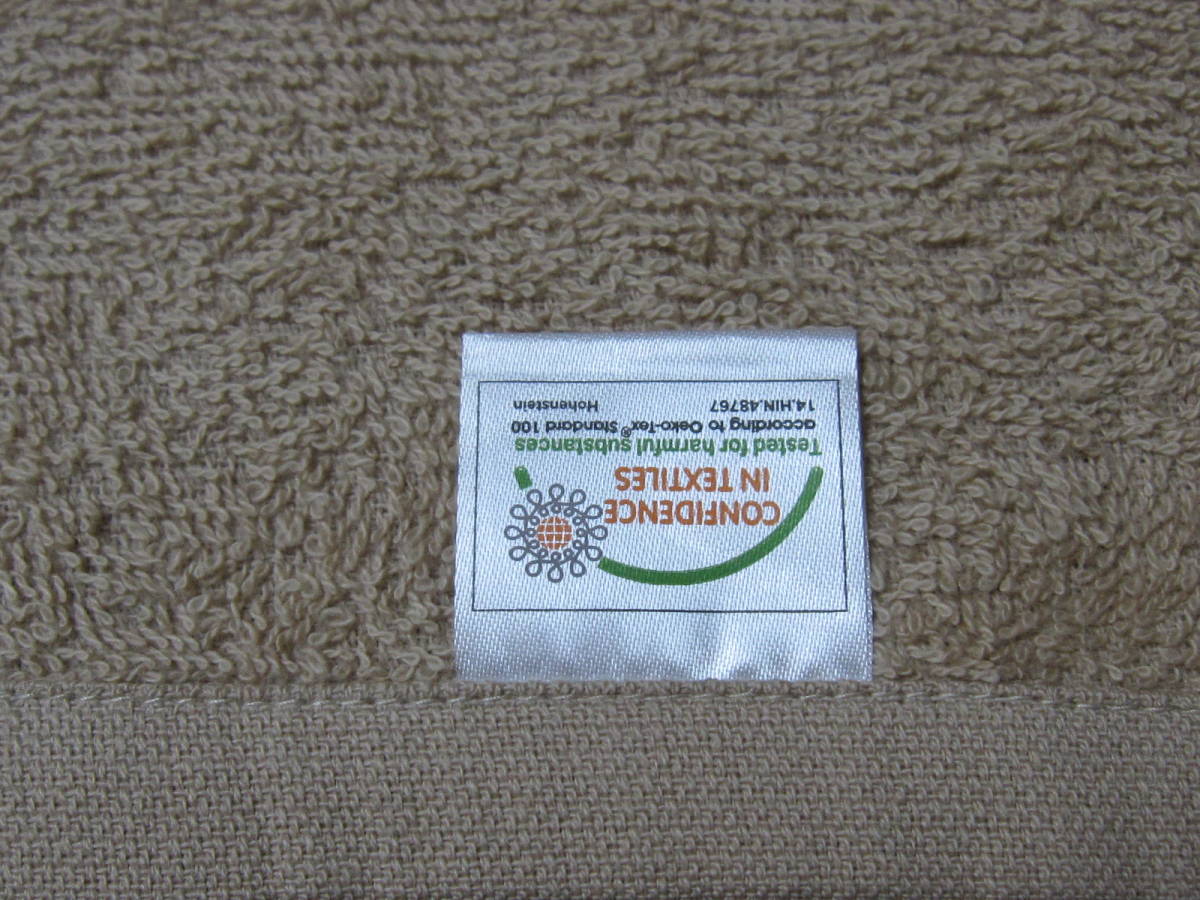 CONFIDENCE
IN TEXTILES
Tested for harmful substances
according to Oeko-Tex® Standard 100
14.HIN.48767 Hohenstein